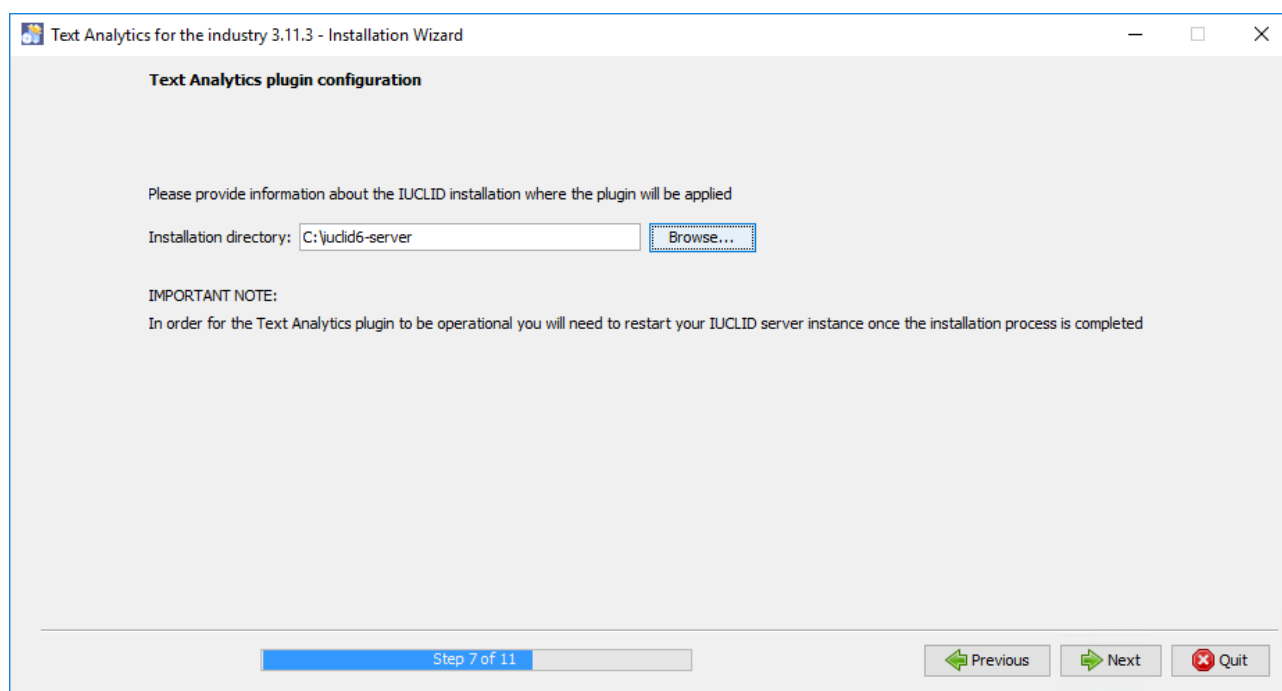 Text Analytics for the industry 3.11.3 - Installation Wizard
Text Analytics plugin configuration
Please provide information about the IUCLID installation where the plugin will be applied
Installation directory: C:\iuclid6-server Browse...
IMPORTANT NOTE:
In order for the Text Analytics plugin to be operational you will need to restart your IUCLID server instance once the installation process is completed
Step 7 of 11 Previous Next Quit